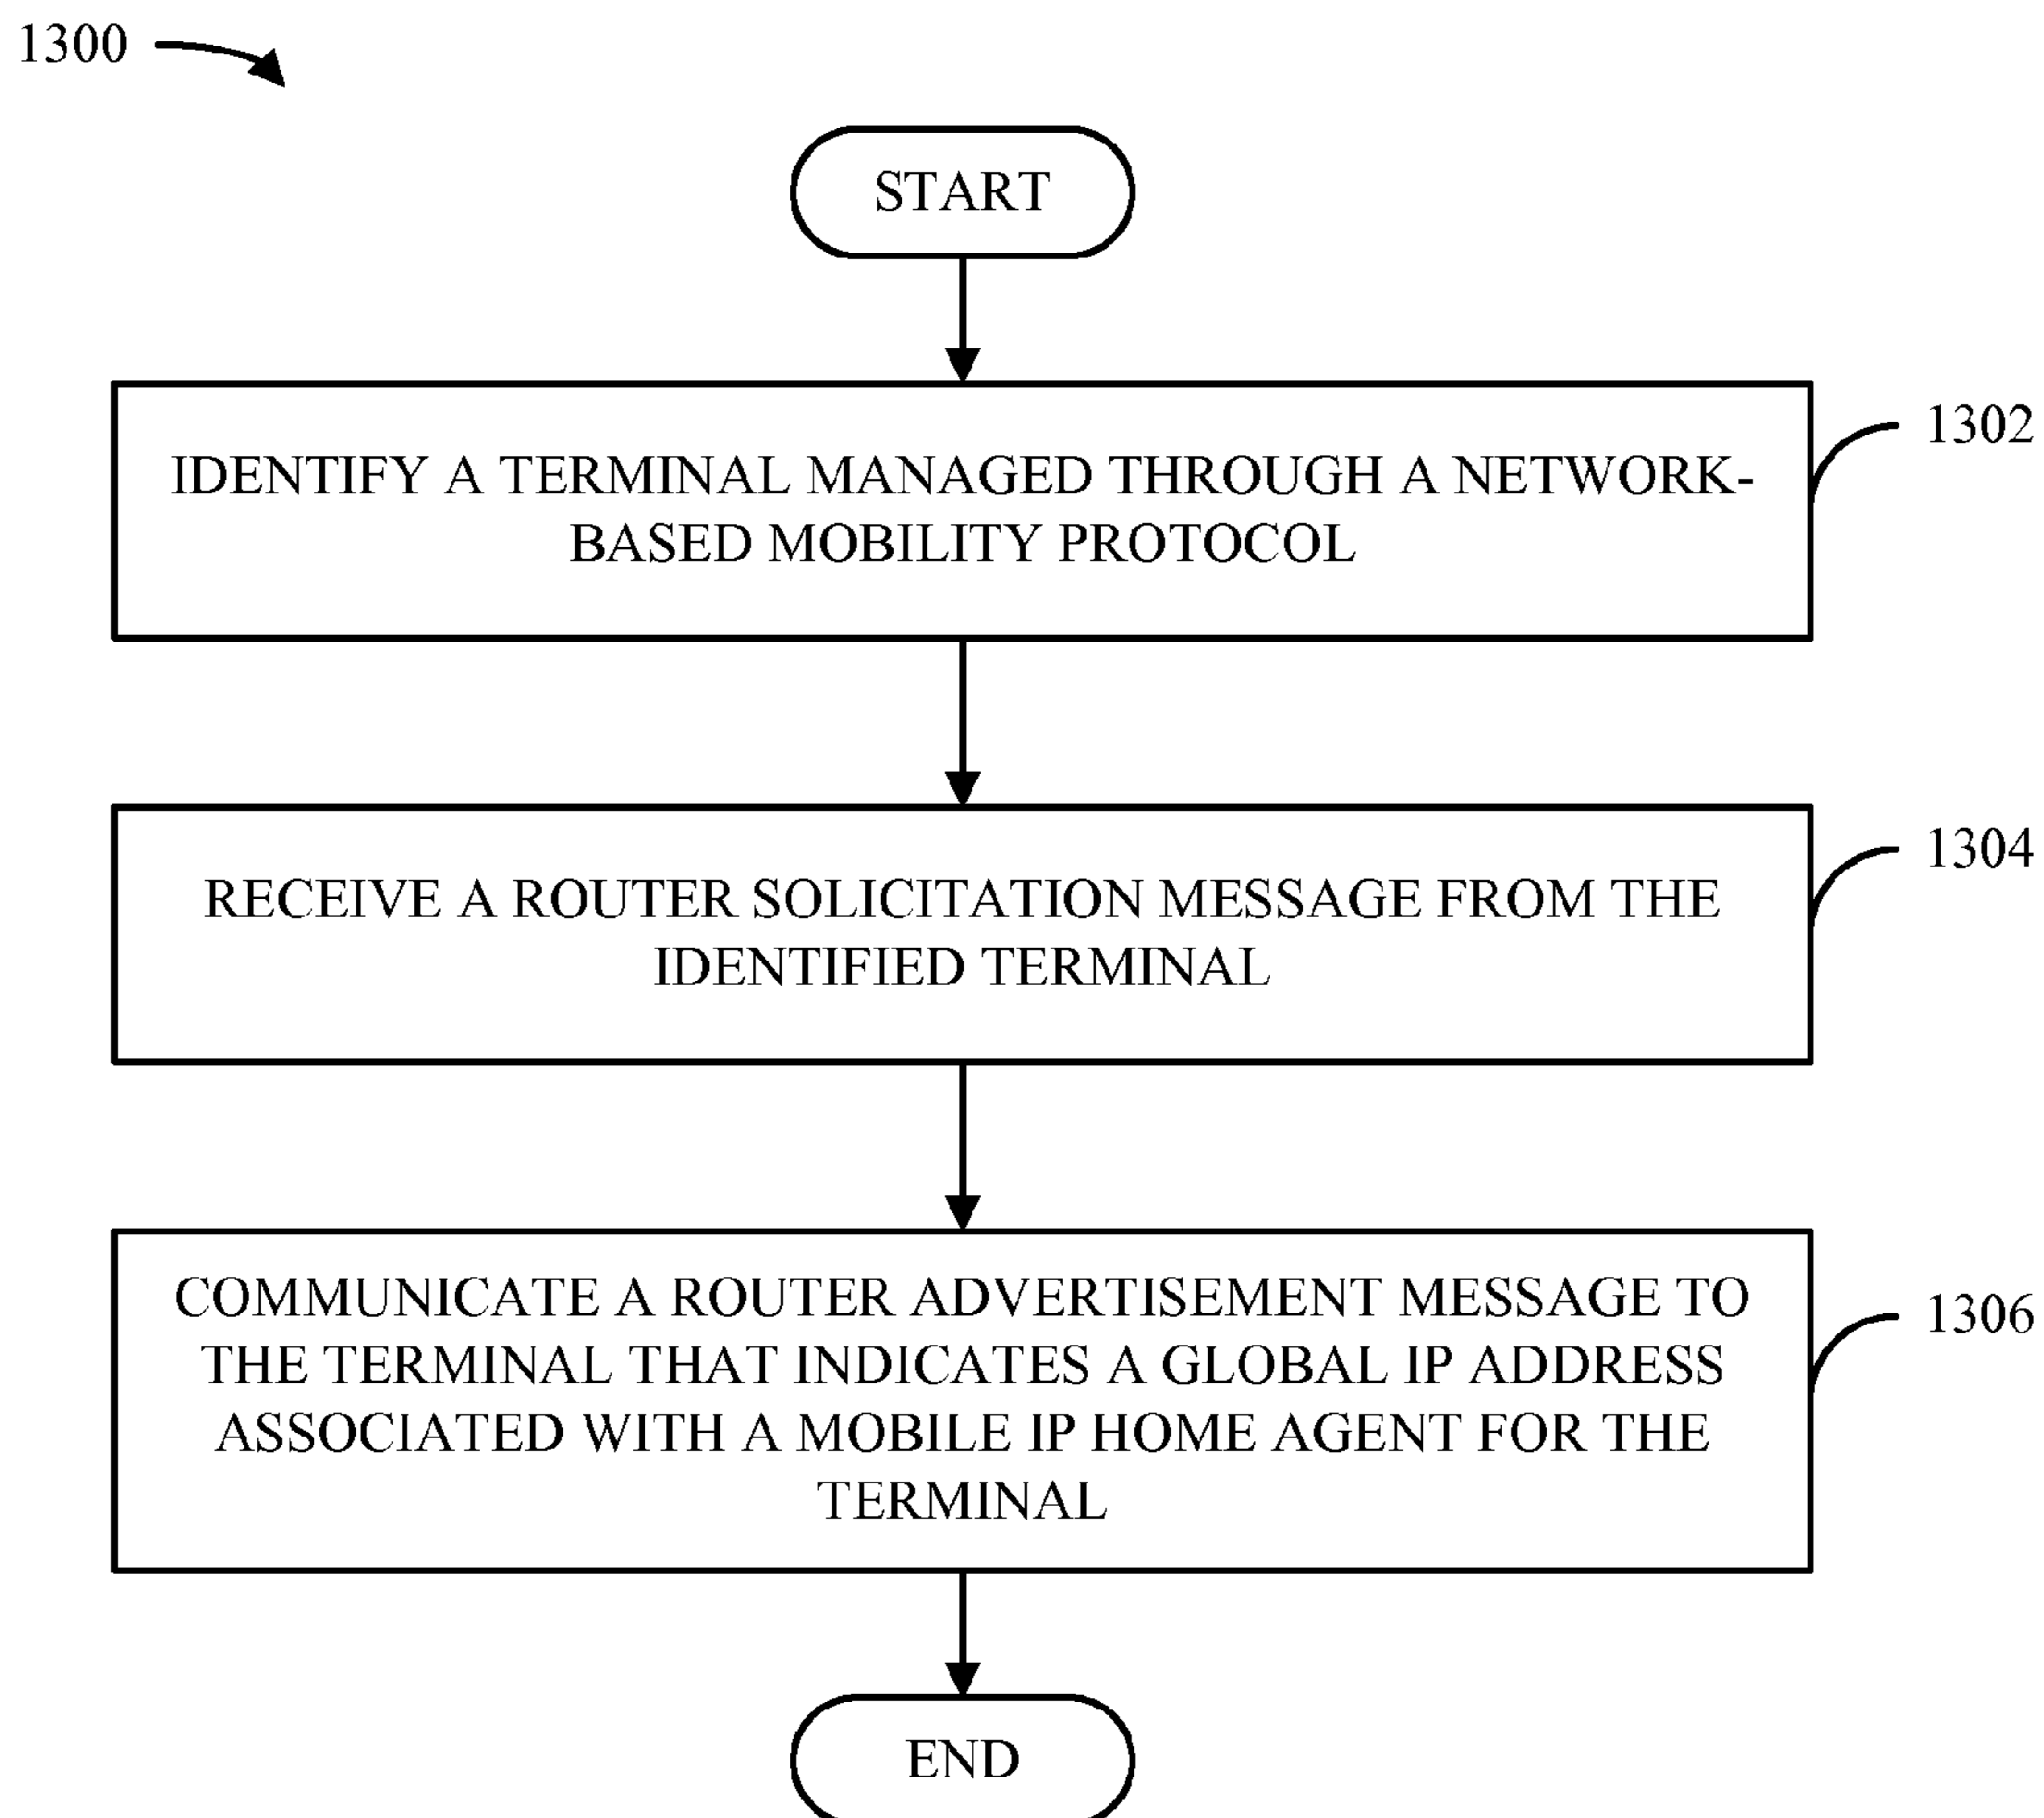 1300
START
IDENTIFY A TERMINAL MANAGED THROUGH A NETWORK-
BASED MOBILITY PROTOCOL
1302
RECEIVE A ROUTER SOLICITATION MESSAGE FROM THE
IDENTIFIED TERMINAL
1304
COMMUNICATE A ROUTER ADVERTISEMENT MESSAGE TO
THE TERMINAL THAT INDICATES A GLOBAL IP ADDRESS
ASSOCIATED WITH A MOBILE IP HOME AGENT FOR THE
TERMINAL
1306
END